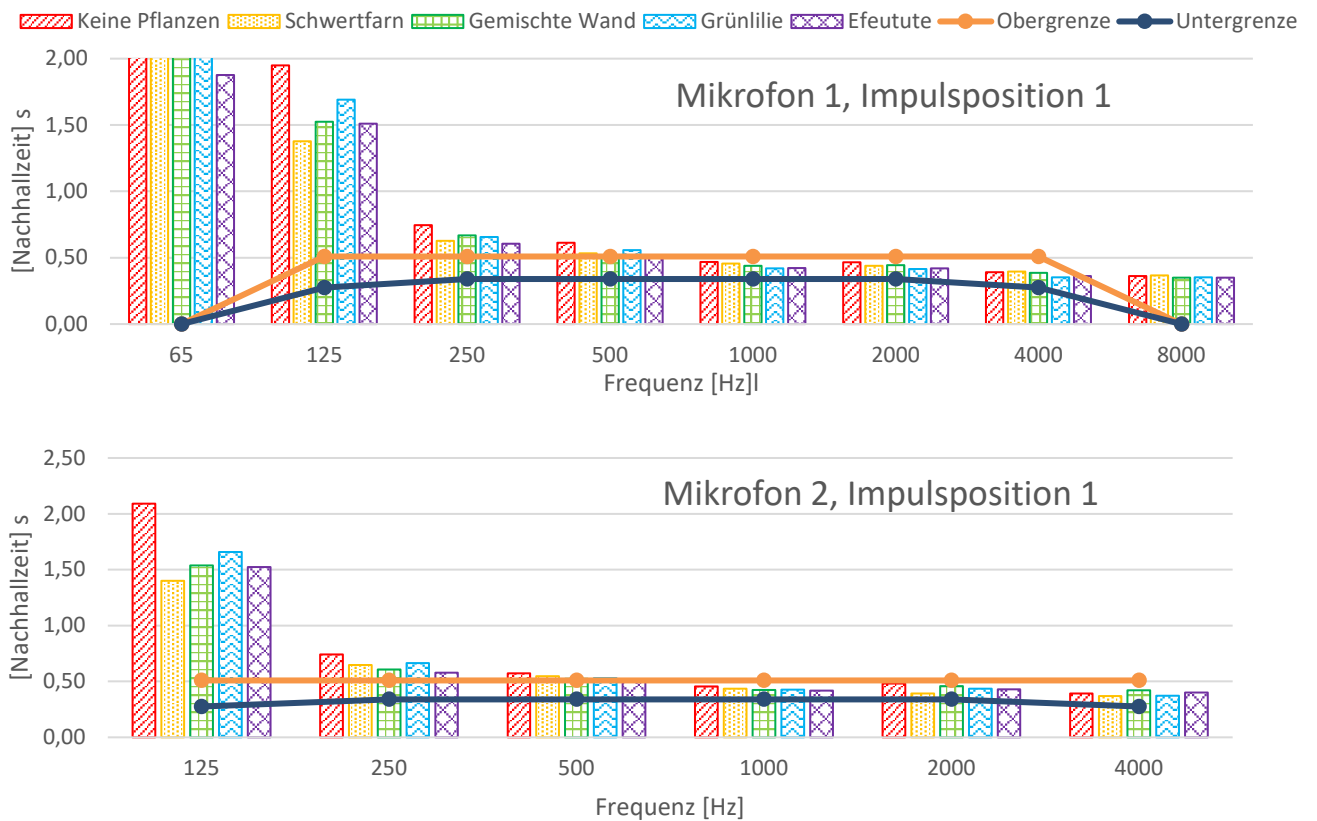 Keine Pflanzen Schwertfarn Gemischte Wand Grünlilie Efeutute Obergrenze Untergrenze
2,00
Mikrofon 1, Impulsposition 1
1,50
1,00
0,50
0,00
[Nachhallzeit] s
65 125 250 500 1000 2000 4000 8000
Frequenz [Hz]l
2,50
Mikrofon 2, Impulsposition 1
2,00
1,50
1,00
0,50
0,00
[Nachhallzeit] s
125 250 500 1000 2000 4000
Frequenz [Hz]